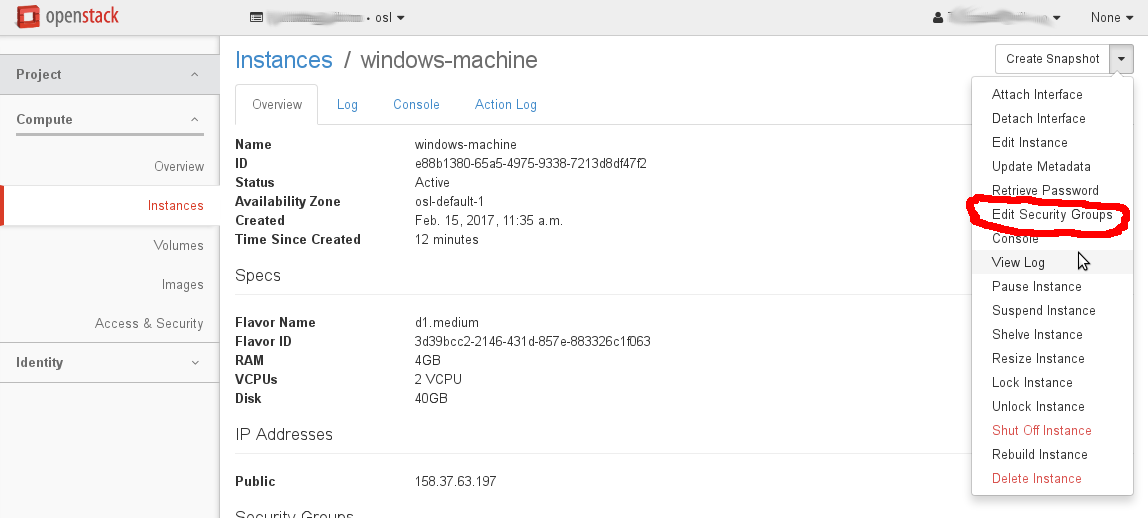 openstack
osl
None
Project
Compute
Overview
Instances
Volumes
Images
Access & Security
Identity
Instances / windows-machine
Create Snapshot
Overview Log Console Action Log
Name windows-machine
ID e88b1380-65a5-4975-9338-7213d8df47f2
Status Active
Availability Zone osl-default-1
Created Feb. 15, 2017, 11:35 a.m.
Time Since Created 12 minutes
Specs
Flavor Name d1.medium
Flavor ID 3d39bcc2-2146-431d-857e-883326c1f063
RAM 4GB
VCPUs 2 VCPU
Disk 40GB
IP Addresses
Public 158.37.63.197
Security Groups
Attach Interface
Detach Interface
Edit Instance
Update Metadata
Retrieve Password
Edit Security Groups
Console
View Log
Pause Instance
Suspend Instance
Shelve Instance
Resize Instance
Lock Instance
Unlock Instance
Shut Off Instance
Rebuild Instance
Delete Instance